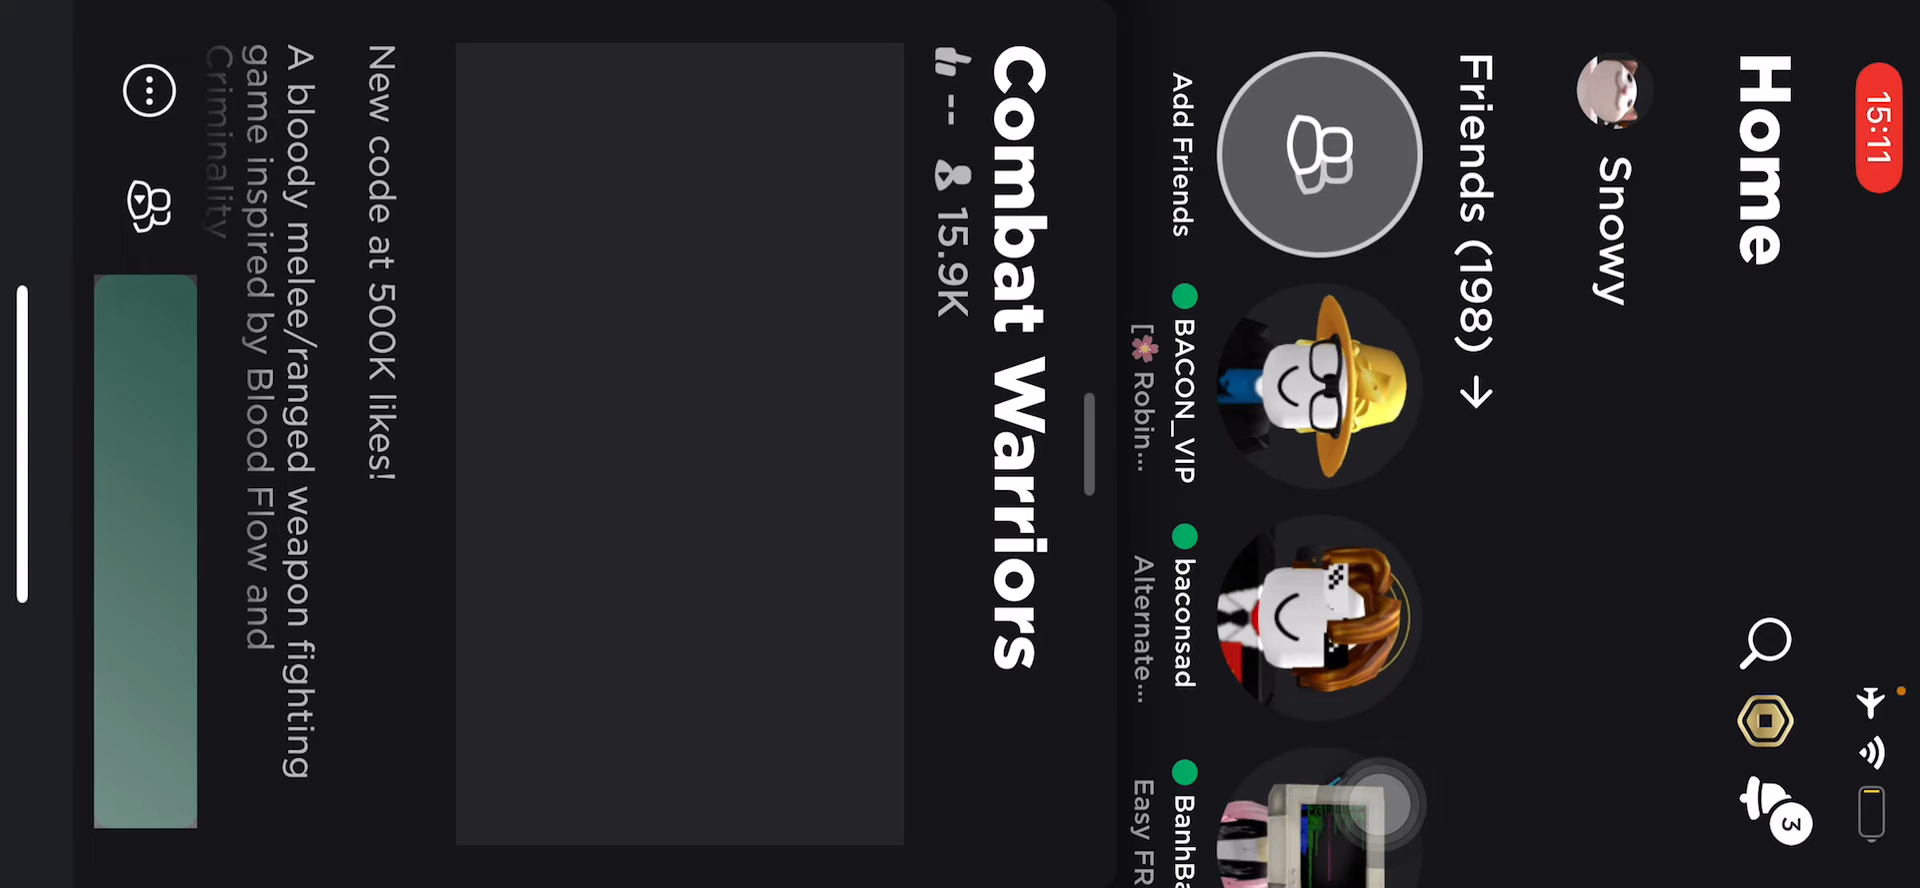 15:11
Home
3
Snowy
Friends (198) →
Add Friends
BACON_VIP
[🌸 Robin...
baconsad
Alternate...
BanhBa
Easy FR
Combat Warriors
-- 15.9K
New code at 500K likes!
A bloody melee/ranged weapon fighting
game inspired by Blood Flow and
Criminality